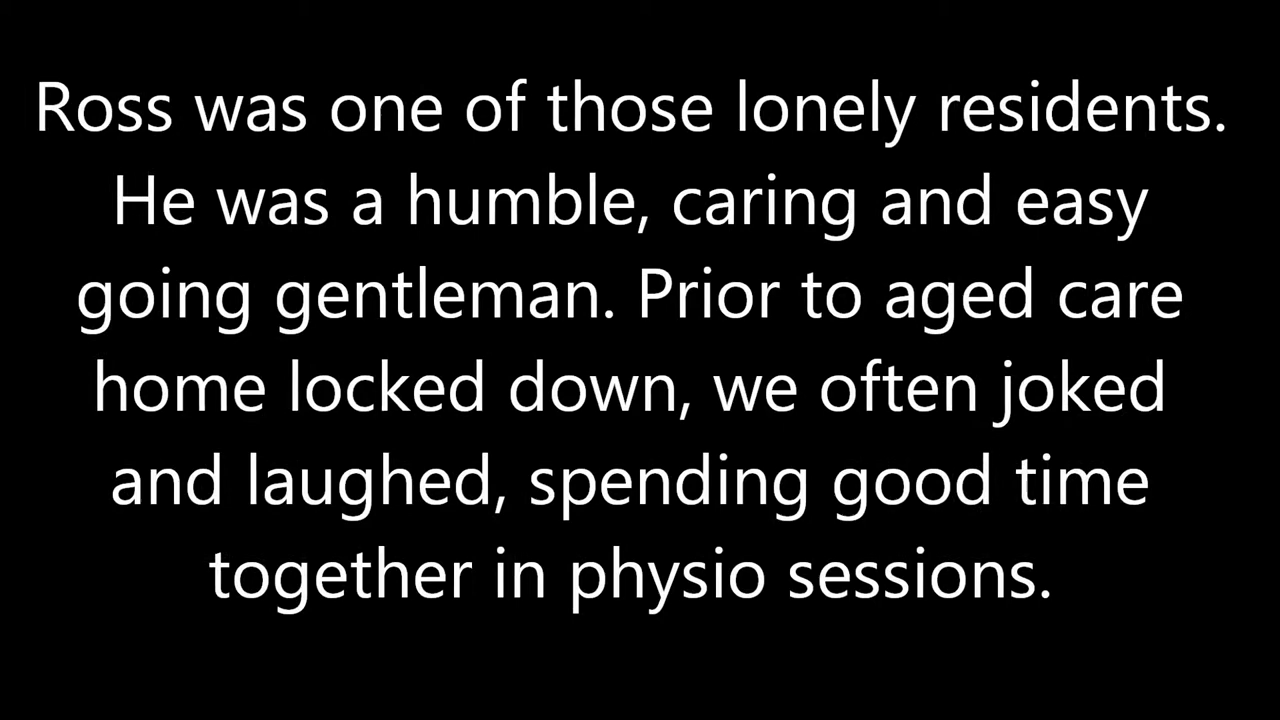 Ross was one of those lonely residents.
He was a humble, caring and easy
going gentleman. Prior to aged care
home locked down, we often joked
and laughed, spending good time
together in physio sessions.